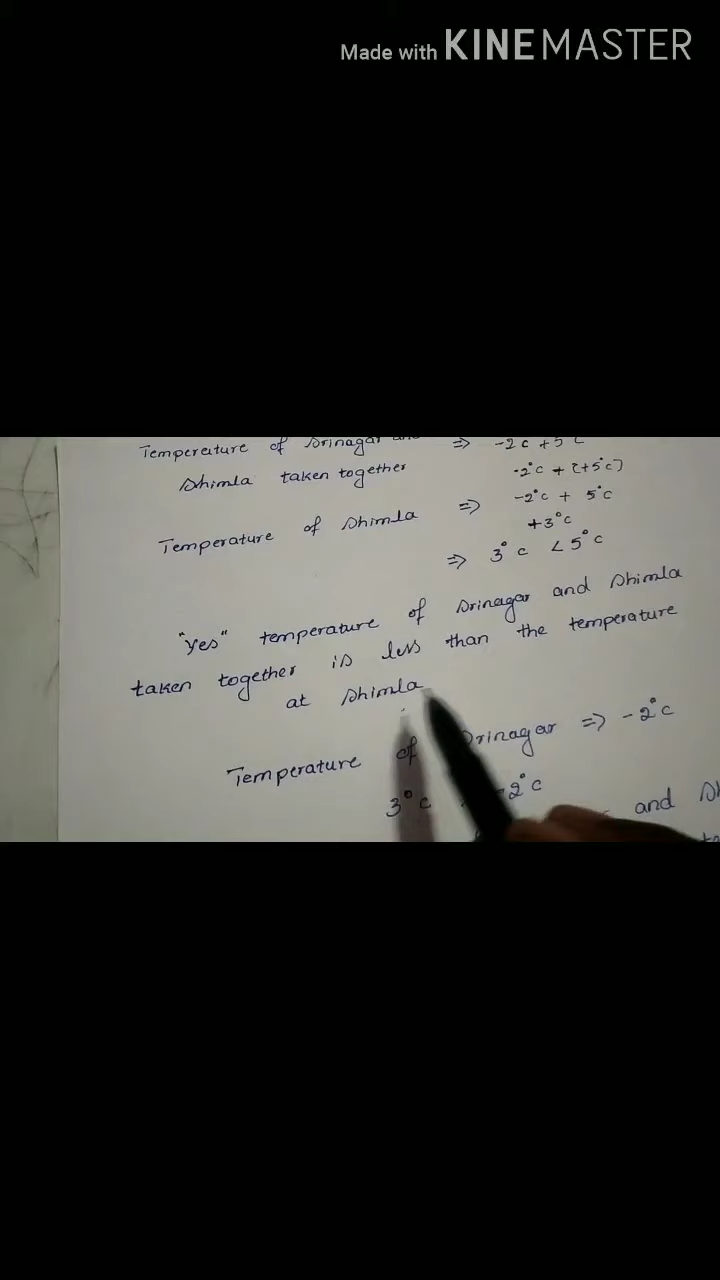 Made with KINEMASTER
Temperature of Srinagar and => -2c + 5c
Shimla taken together -2°c + (+5°c)
-2°c + 5°c
Temperature of Shimla => +3°c
=> 3°c < 5°c
"yes" temperature of Srinagar and Shimla
taken together is less than the temperature
at Shimla
Temperature of Srinagar => -2°c
3°c -2°c
and